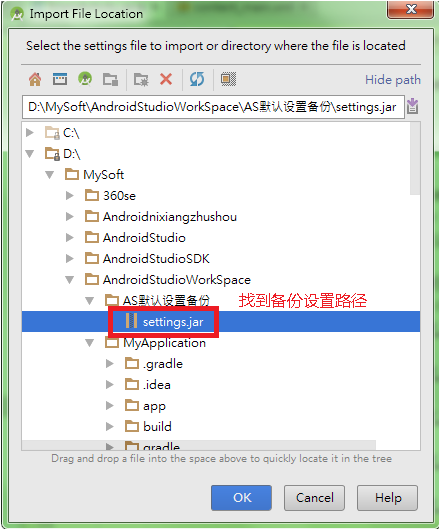 Import File Location
Select the settings file to import or directory where the file is located
Hide path
D:\MySoft\AndroidStudioWorkSpace\AS默认设置备份\settings.jar
C:\
D:\
MySoft
360se
Androidnixiangzhushou
AndroidStudio
AndroidStudioSDK
AndroidStudioWorkSpace
AS默认设置备份
找到备份设置路径
settings.jar
MyApplication
.gradle
.idea
app
build
gradle
Drag and drop a file into the space above to quickly locate it in the tree
OK
Cancel
Help